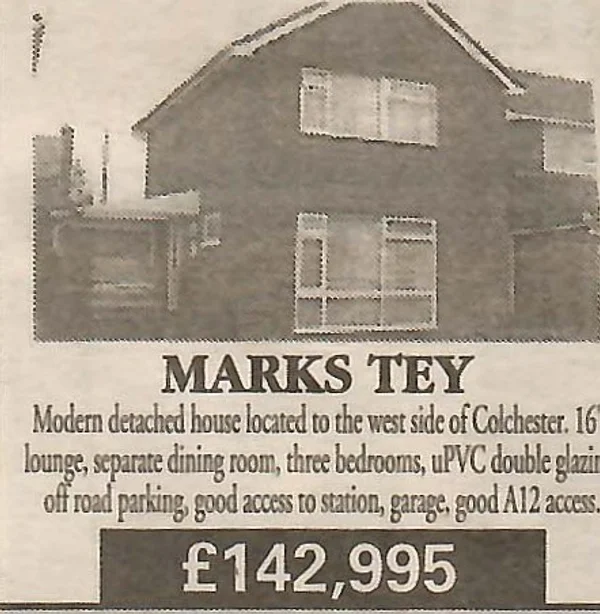 MARKS TEY
Modern detached house located to the west side of Colchester. 16'
lounge, separate dining room, three bedrooms, uPVC double glazin
off road parking, good access to station, garage, good A12 access.
£142,995